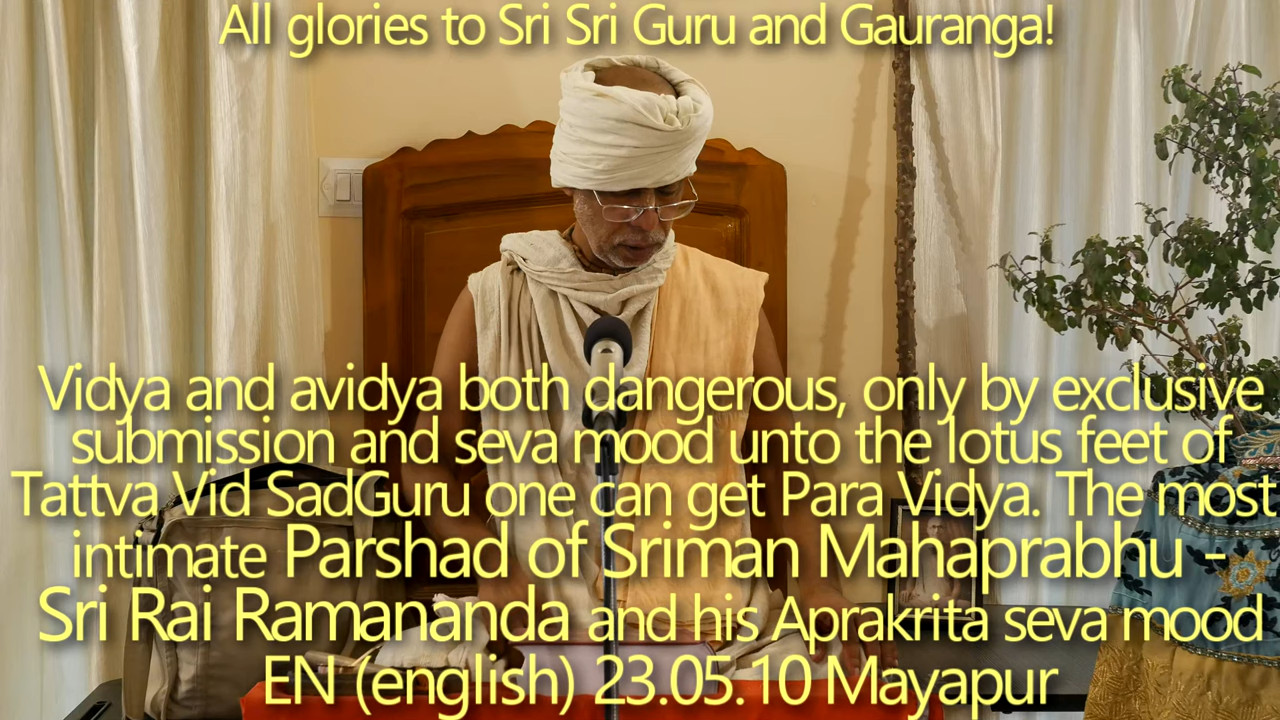 All glories to Sri Sri Guru and Gauranga!
Vidya and avidya both dangerous, only by exclusive
submission and seva mood unto the lotus feet of
Tattva Vid SadGuru one can get Para Vidya. The most
intimate Parshad of Sriman Mahaprabhu -
Sri Rai Ramananda and his Aprakrita seva mood
EN (english) 23.05.10 Mayapur